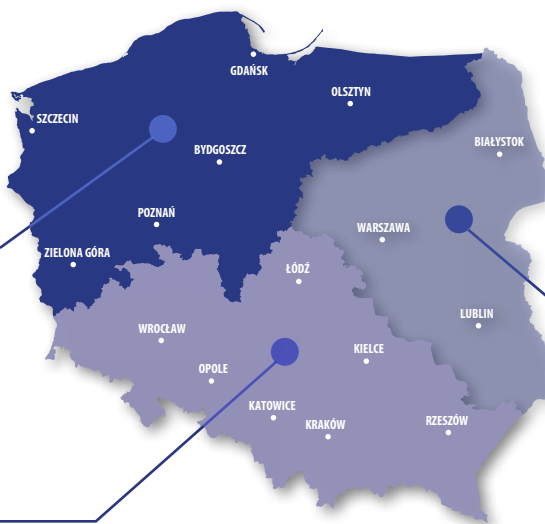 GDAŃSK
OLSZTYN
SZCZECIN
BIAŁYSTOK
BYDGOSZCZ
POZNAŃ
WARSZAWA
ZIELONA GÓRA
ŁÓDŹ
LUBLIN
WROCŁAW
KIELCE
OPOLE
KATOWICE
RZESZÓW
KRAKÓW